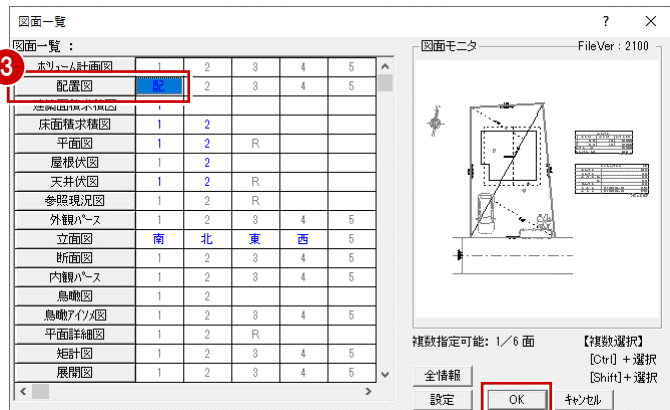 図面一覧 ? ×
図面一覧 :
図面モニタ FileVer : 2100
3
ボリューム計画図 1 2 3 4 5
配置図 配 2 3 4 5
建築面積求積図 1
床面積求積図 1 2
平面図 1 2 R
屋根伏図 1 2
天井伏図 1 2 R
参照現況図 1 2 R
外観パース 1 2 3 4 5
立面図 南 北 東 西 5
断面図 1 2 3 4 5
内観パース 1 2 3 4 5
鳥瞰図 1 2
鳥瞰アイソメ図 1 2 3 4 5
平面詳細図 1 2 R
矩計図 1 2 3 4 5
展開図 1 2 3 4 5
複数指定可能: 1/6 面 【複数選択】
[Ctrl] + 選択
[Shift] + 選択
全情報
設定 OK キャンセル